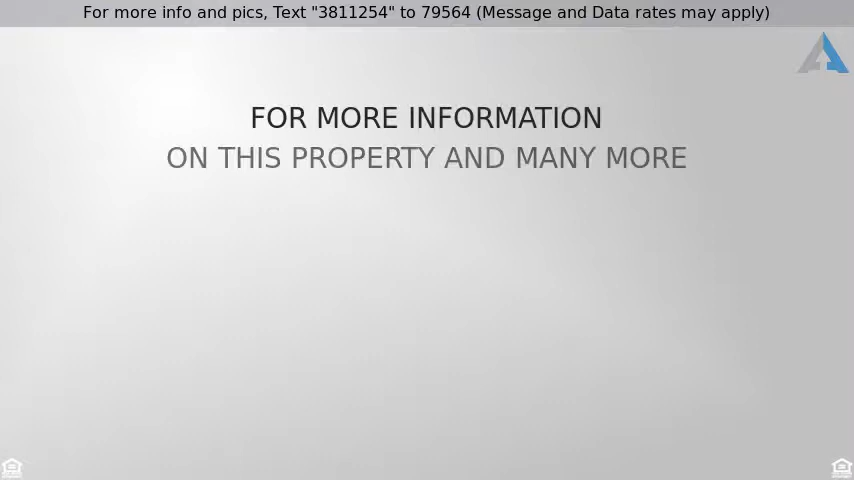 For more info and pics, Text "3811254" to 79564 (Message and Data rates may apply)
FOR MORE INFORMATION
ON THIS PROPERTY AND MANY MORE